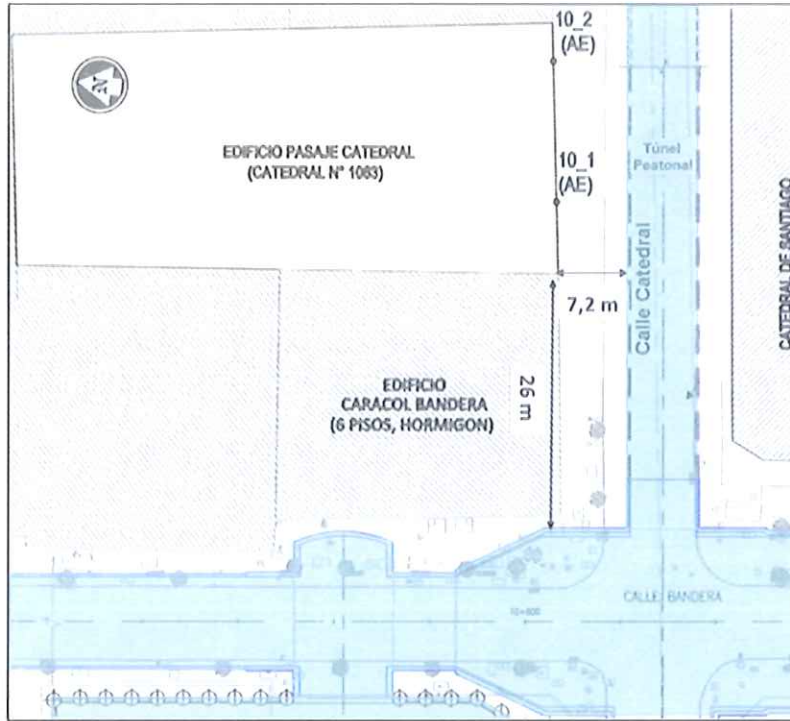 10_2
(AE)
N
EDIFICIO PASAJE CATEDRAL
(CATEDRAL N° 1063)
10_1
(AE)
Túnel
Peatonal
Calle Catedral
CATEDRAL DE SANTIAGO
7,2 m
26 m
EDIFICIO
CARACOL BANDERA
(6 PISOS, HORMIGON)
CALLE BANDERA